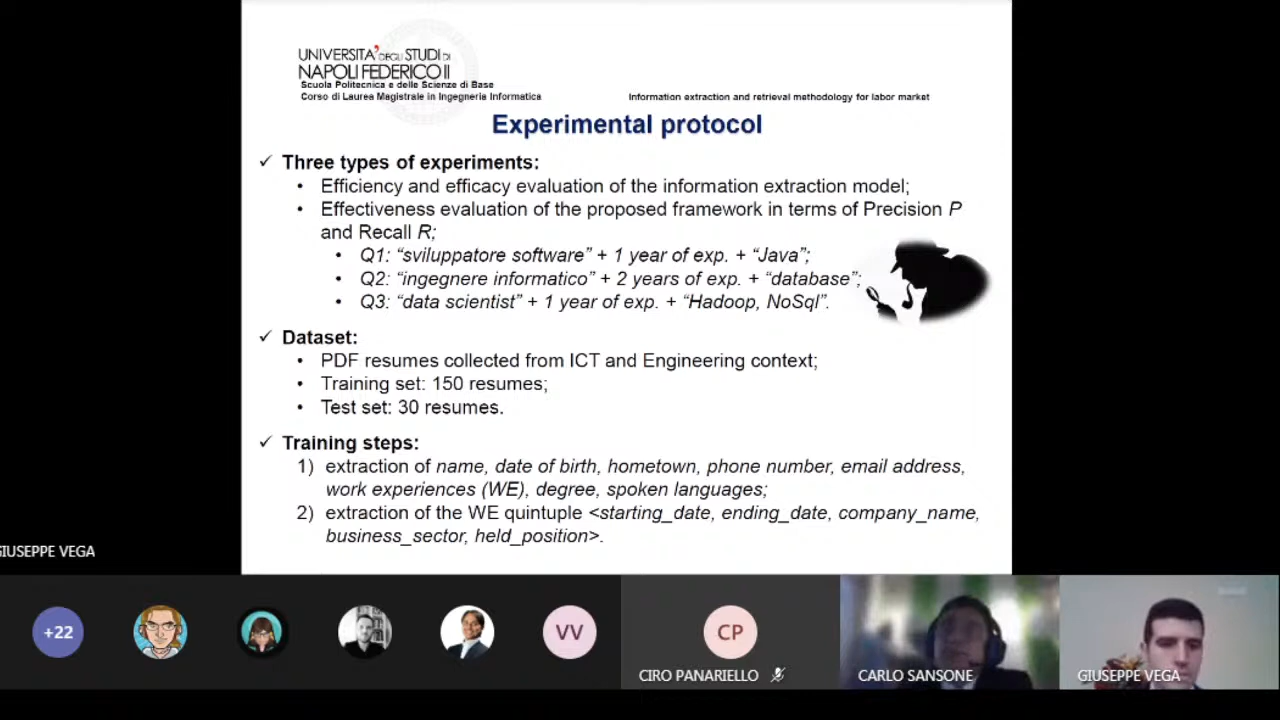 UNIVERSITA' DEGLI STUDI DI
NAPOLI FEDERICO II
Scuola Politecnica e delle Scienze di Base
Corso di Laurea Magistrale in Ingegneria Informatica
Information extraction and retrieval methodology for labor market
Experimental protocol
✓ Three types of experiments:
• Efficiency and efficacy evaluation of the information extraction model;
• Effectiveness evaluation of the proposed framework in terms of Precision P
and Recall R;
• Q1: “sviluppatore software” + 1 year of exp. + “Java”;
• Q2: “ingegnere informatico” + 2 years of exp. + “database”;
• Q3: “data scientist” + 1 year of exp. + “Hadoop, NoSql”.
✓ Dataset:
• PDF resumes collected from ICT and Engineering context;
• Training set: 150 resumes;
• Test set: 30 resumes.
✓ Training steps:
1) extraction of name, date of birth, hometown, phone number, email address,
work experiences (WE), degree, spoken languages;
2) extraction of the WE quintuple <starting_date, ending_date, company_name,
business_sector, held_position>.
GIUSEPPE VEGA
+22
VV
CP
CIRO PANARIELLO
CARLO SANSONE
GIUSEPPE VEGA